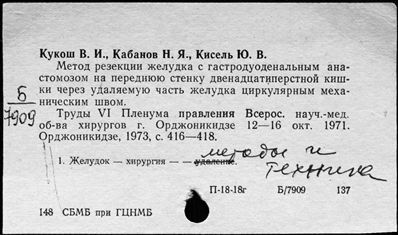 Кукош В. И., Кабанов Н. Я., Кисель Ю. В.
Метод резекции желудка с гастродуоденальным ана-
стомозом на переднюю стенку двенадцатиперстной киш-
ки через удаляемую часть желудка циркулярным меха-
ническим швом.
Б
7909
Труды VI Пленума правления Всерос. науч.-мед.
об-ва хирургов г. Орджоникидзе 12—16 окт. 1971.
Орджоникидзе, 1973, с. 416—418.
1. Желудок — хирургия — удаление. методы и
техника
П-18-18г Б/7909 137
148 СБМБ при ГЦНМБ